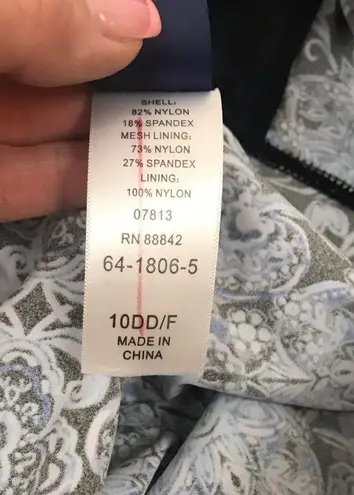 SHELL:
82% NYLON
18% SPANDEX
MESH LINING:
73% NYLON
27% SPANDEX
LINING:
100% NYLON
07813
RN 88842
64-1806-5
10DD/F
MADE IN
CHINA